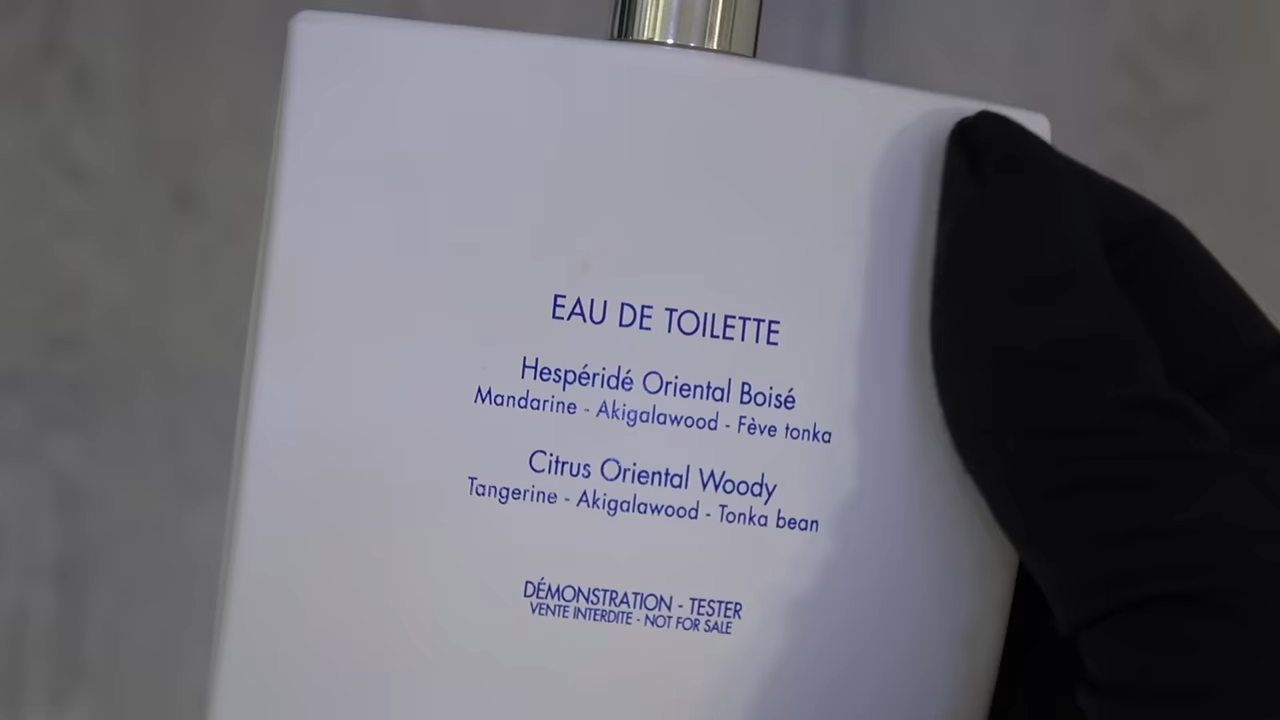 EAU DE TOILETTE
Hespéridé Oriental Boisé
Mandarine - Akigalawood - Fève tonka
Citrus Oriental Woody
Tangerine - Akigalawood - Tonka bean
DÉMONSTRATION - TESTER
VENTE INTERDITE - NOT FOR SALE